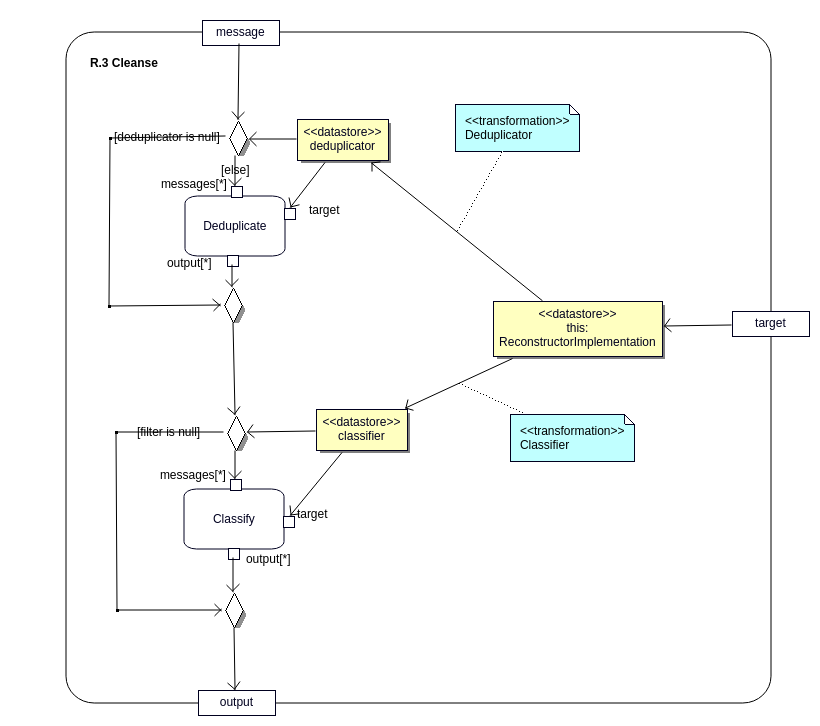 message
R.3 Cleanse
<<transformation>>
Deduplicator
[deduplicator is null]
<<datastore>>
deduplicator
[else]
messages[*]
target
Deduplicate
output[*]
<<datastore>>
this:
ReconstructorImplementation
target
<<datastore>>
classifier
<<transformation>>
Classifier
[filter is null]
messages[*]
target
Classify
output[*]
output